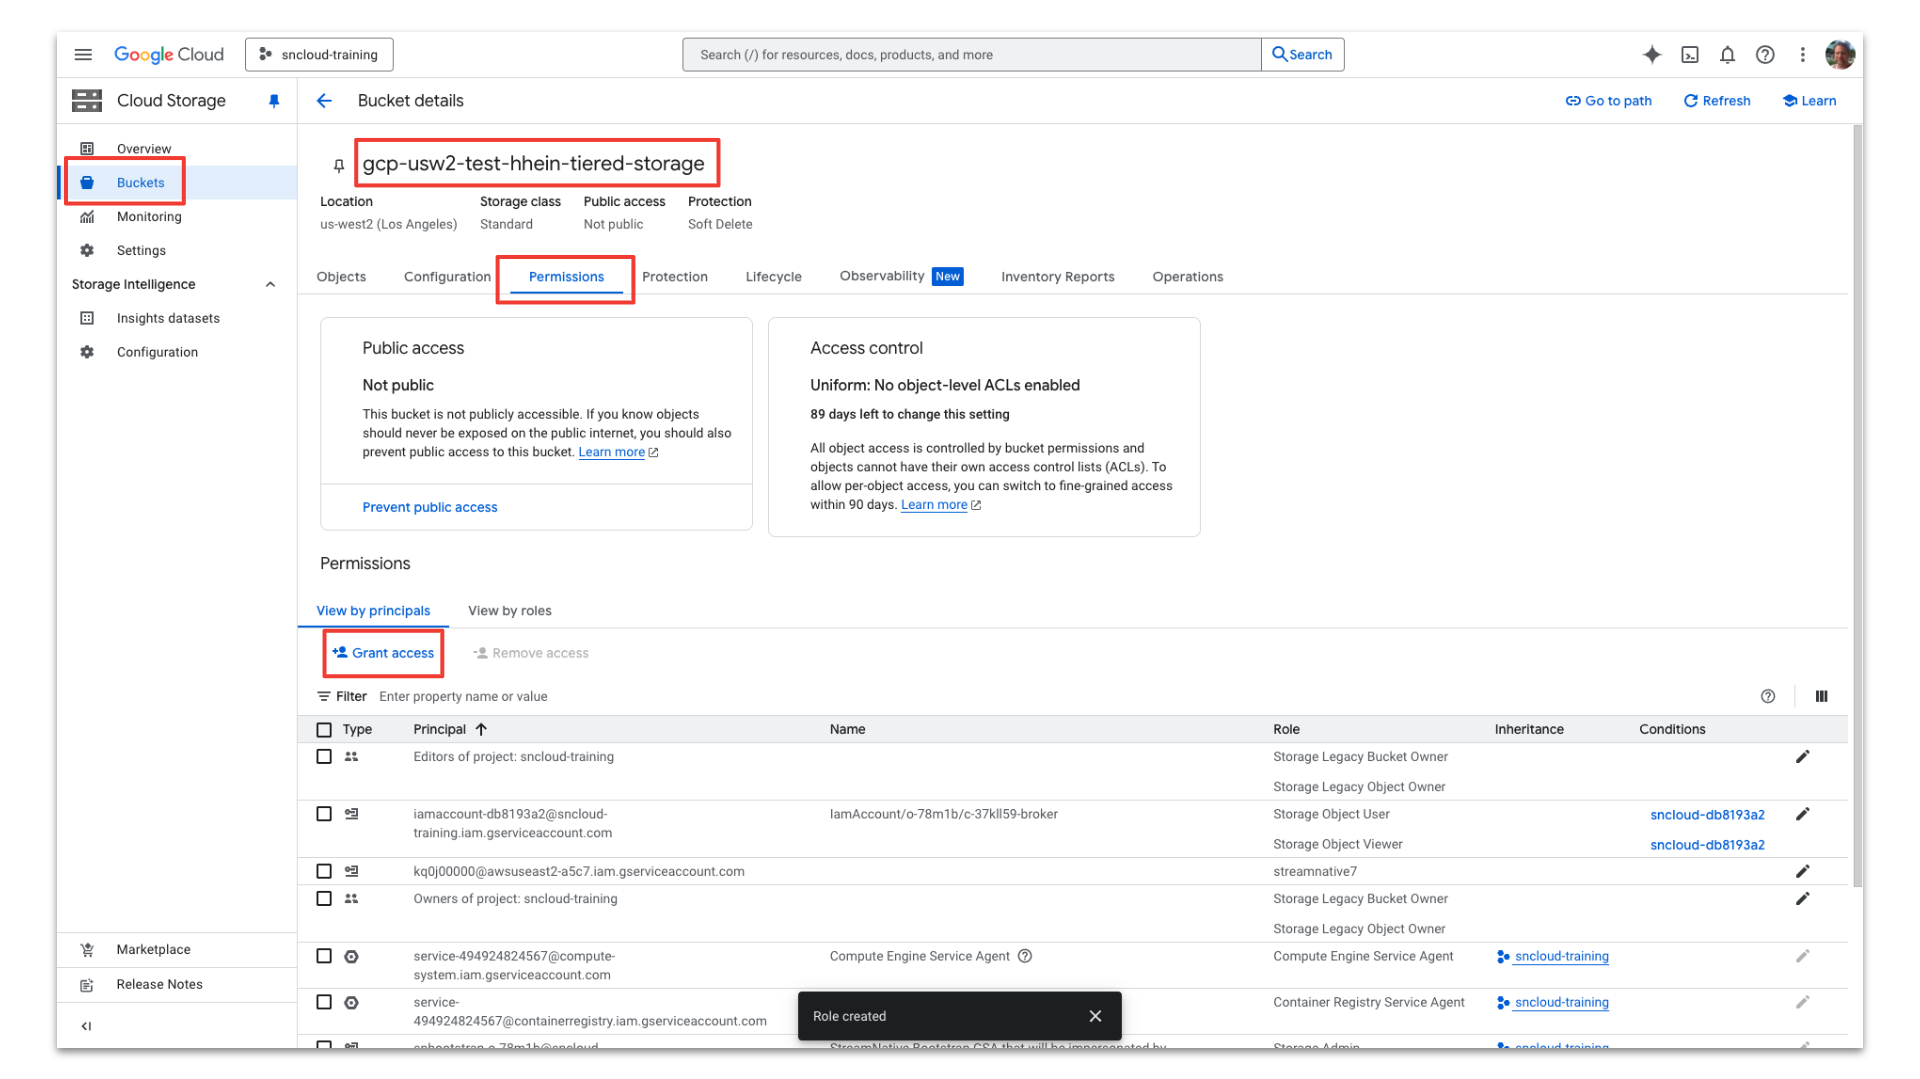 Google Cloud
sncloud-training
Search (/) for resources, docs, products, and more
Search
Cloud Storage
Bucket details
Go to path
Refresh
Learn
Overview
Buckets
Monitoring
Settings
Storage Intelligence
Insights datasets
Configuration
Marketplace
Release Notes
gcp-usw2-test-hhein-tiered-storage
Location
Storage class
Public access
Protection
us-west2 (Los Angeles)
Standard
Not public
Soft Delete
Objects
Configuration
Permissions
Protection
Lifecycle
Observability
New
Inventory Reports
Operations
Public access
Not public
This bucket is not publicly accessible. If you know objects
should never be exposed on the public internet, you should also
prevent public access to this bucket. Learn more
Prevent public access
Access control
Uniform: No object-level ACLs enabled
89 days left to change this setting
All object access is controlled by bucket permissions and
objects cannot have their own access control lists (ACLs). To
allow per-object access, you can switch to fine-grained access
within 90 days. Learn more
Permissions
View by principals
View by roles
Grant access
Remove access
Filter
Enter property name or value
Type
Principal
Name
Role
Inheritance
Conditions
Editors of project: sncloud-training
Storage Legacy Bucket Owner
Storage Legacy Object Owner
iamaccount-db8193a2@sncloud-
training.iam.gserviceaccount.com
IamAccount/o-78m1b/c-37kll59-broker
Storage Object User
sncloud-db8193a2
Storage Object Viewer
sncloud-db8193a2
kq0j00000@awsuseast2-a5c7.iam.gserviceaccount.com
streamnative7
Owners of project: sncloud-training
Storage Legacy Bucket Owner
Storage Legacy Object Owner
service-494924824567@compute-
system.iam.gserviceaccount.com
Compute Engine Service Agent
Compute Engine Service Agent
sncloud-training
service-
494924824567@containerregistry.iam.gserviceaccount.com
Container Registry Service Agent
sncloud-training
Role created
StreamNative Bootstrap GSA that will be impersonated by
Storage Admin
sncloud-training